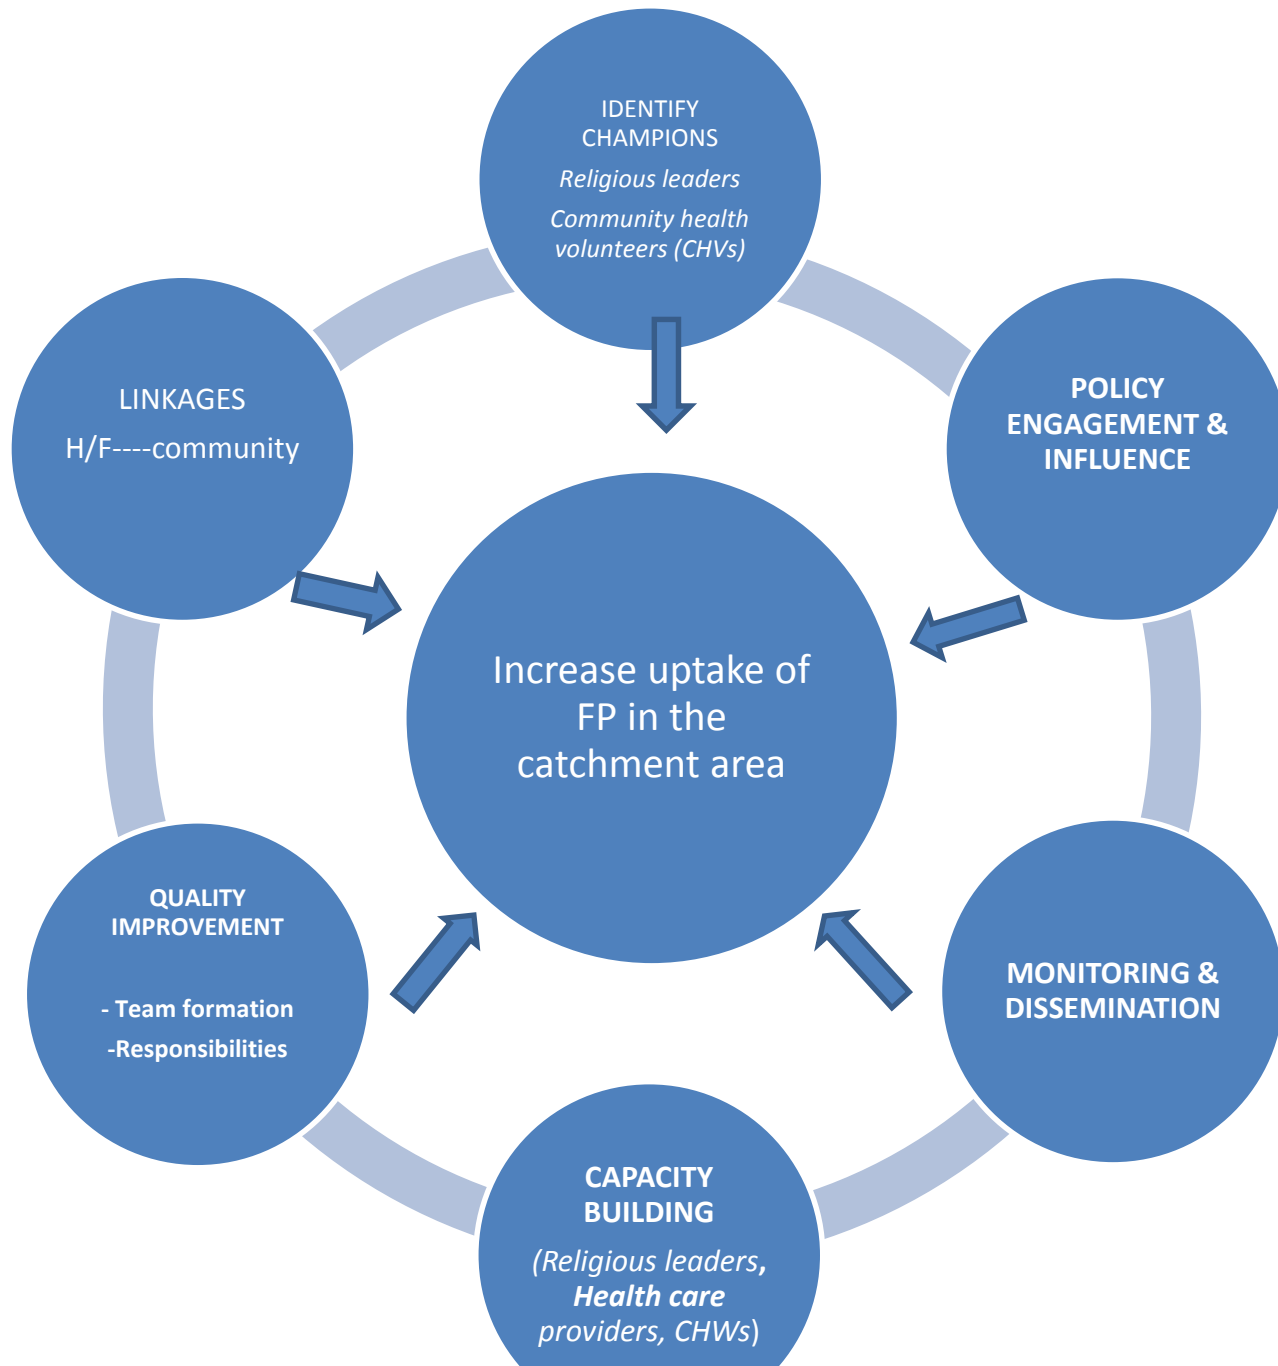 IDENTIFY
CHAMPIONS
Religious leaders
Community health
volunteers (CHVs)
POLICY
ENGAGEMENT &
INFLUENCE
MONITORING &
DISSEMINATION
CAPACITY
BUILDING
(Religious leaders,
Health care
providers, CHWs)
QUALITY
IMPROVEMENT
- Team formation
-Responsibilities
LINKAGES
H/F----community
Increase uptake of
FP in the
catchment area